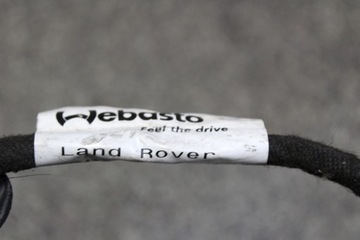 Webasto
Feel the drive
Land Rover